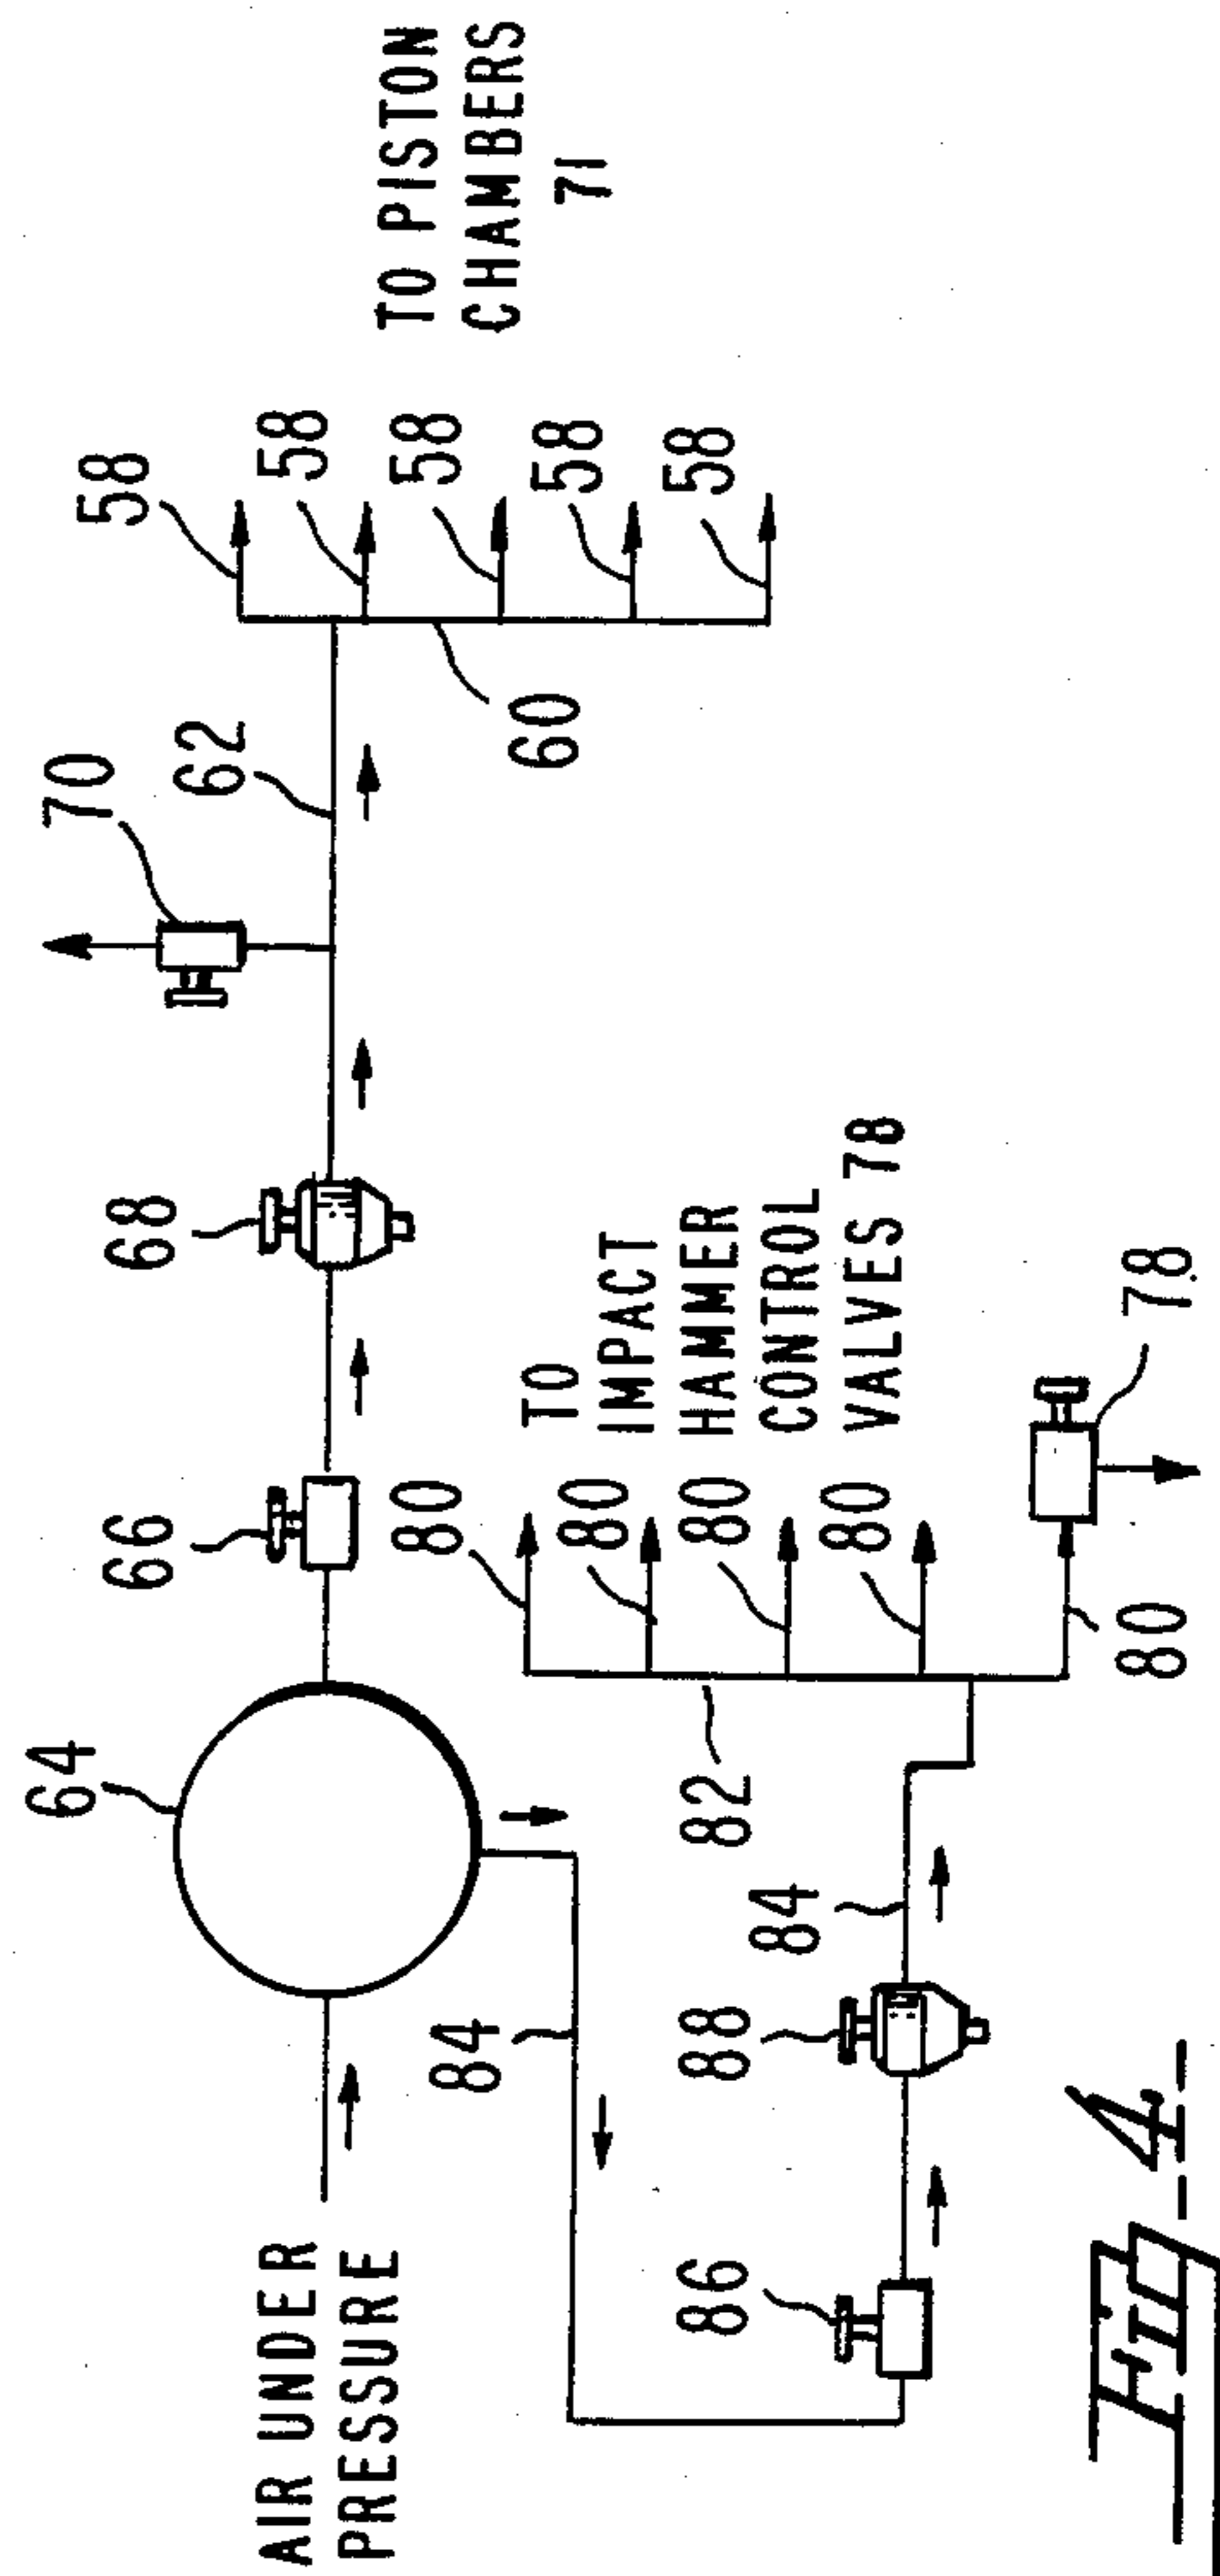 70
62
58
58
58
58
58
60
TO PISTON
CHAMBERS
71
64
66
68
AIR UNDER
PRESSURE
84
80
80
80
80
TO
IMPACT
HAMMER
CONTROL
VALVES 78
82
86
88
84
80
78
FIG 4